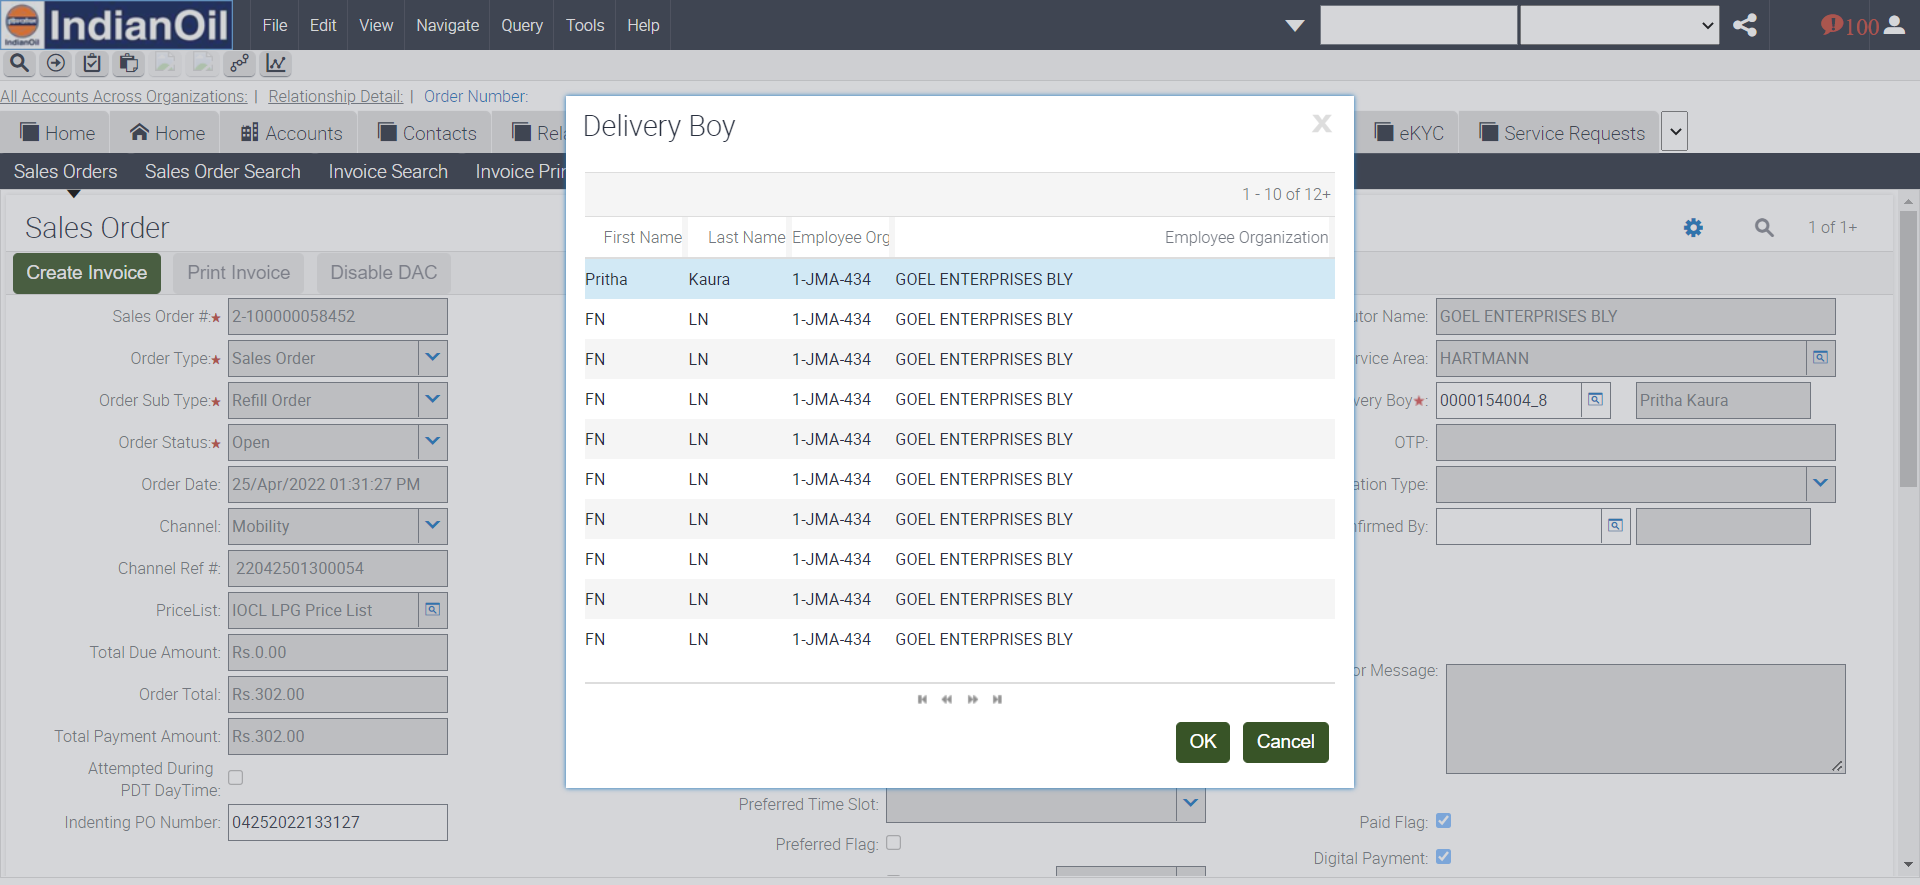 IndianOil
IndianOil
File
Edit
View
Navigate
Query
Tools
Help
100
All Accounts Across Organizations: | Relationship Detail: | Order Number:
Home
Home
Accounts
Contacts
Rela
eKYC
Service Requests
Sales Orders
Sales Order Search
Invoice Search
Invoice Prin
Sales Order
1 of 1+
Create Invoice
Print Invoice
Disable DAC
Sales Order #:★ 2-100000058452
Order Type:★ Sales Order
Order Sub Type:★ Refill Order
Order Status:★ Open
Order Date: 25/Apr/2022 01:31:27 PM
Channel: Mobility
Channel Ref #: 22042501300054
PriceList: IOCL LPG Price List
Total Due Amount: Rs.0.00
Order Total: Rs.302.00
Total Payment Amount: Rs.302.00
Attempted During
PDT DayTime:
Indenting PO Number: 04252022133127
Delivery Boy
X
1 - 10 of 12+
First Name Last Name Employee Org Employee Organization
Pritha Kaura 1-JMA-434 GOEL ENTERPRISES BLY
FN LN 1-JMA-434 GOEL ENTERPRISES BLY
FN LN 1-JMA-434 GOEL ENTERPRISES BLY
FN LN 1-JMA-434 GOEL ENTERPRISES BLY
FN LN 1-JMA-434 GOEL ENTERPRISES BLY
FN LN 1-JMA-434 GOEL ENTERPRISES BLY
FN LN 1-JMA-434 GOEL ENTERPRISES BLY
FN LN 1-JMA-434 GOEL ENTERPRISES BLY
FN LN 1-JMA-434 GOEL ENTERPRISES BLY
FN LN 1-JMA-434 GOEL ENTERPRISES BLY
OK
Cancel
Preferred Time Slot:
Preferred Flag:
utor Name: GOEL ENTERPRISES BLY
rvice Area: HARTMANN
very Boy★: 0000154004_8 Pritha Kaura
OTP:
ation Type:
nfirmed By:
or Message:
Paid Flag:
Digital Payment: